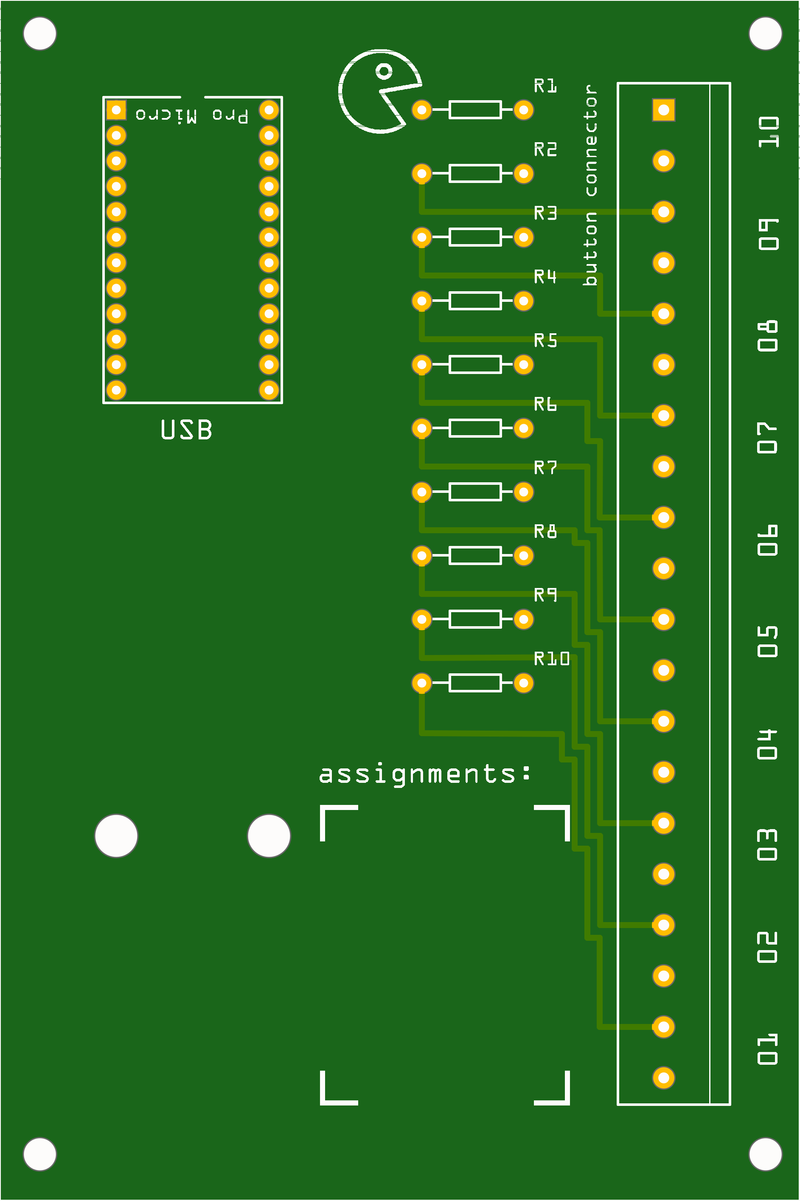 R1
Pro Micro
R2
R3
R4
R5
R6
R7
R8
R9
R10
USB
button connector
10
09
08
07
06
05
04
03
02
01
assignments: